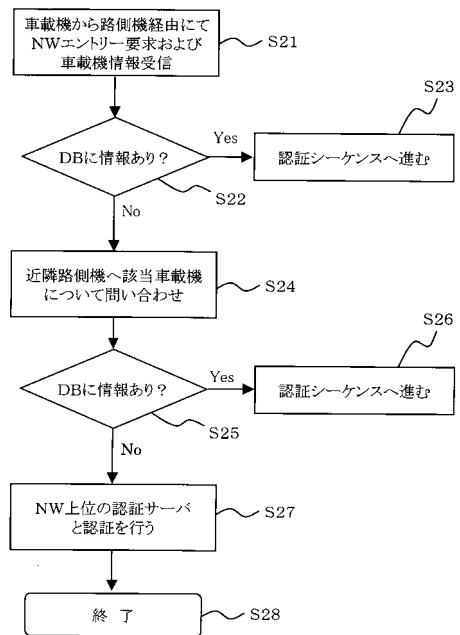 車載機から路側機経由にて
NWエントリー要求および
車載機情報受信
S21
S23
DBに情報あり？
Yes
認証シーケンスへ進む
S22
No
近隣路側機へ該当車載機
について問い合わせ
S24
S26
DBに情報あり？
Yes
認証シーケンスへ進む
S25
No
NW上位の認証サーバ
と認証を行う
S27
終 了
S28